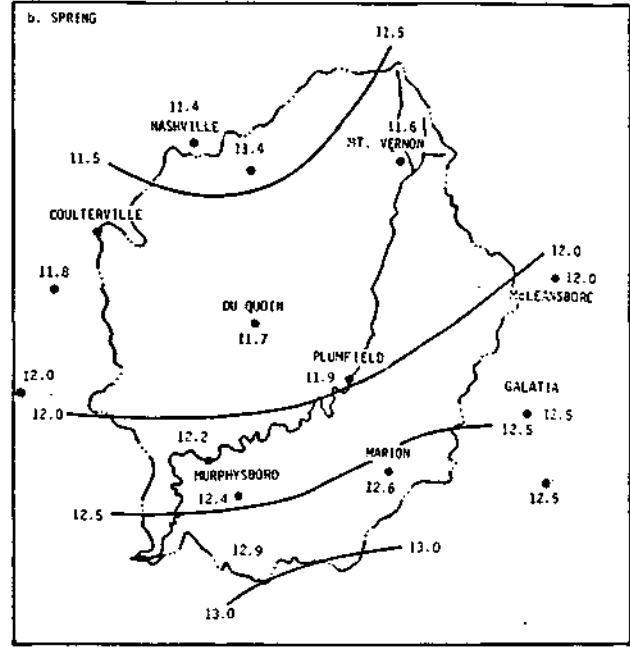 b. SPRENG
11.5
11.4
NASHVILLE
11.4
11.6
MT. VERNON
11.5
COULTERVILLE
12.0
12.0
McLEANSBORO
11.8
DU QUOIN
11.7
PLUMFIELD
11.9
12.0
GALATIA
12.5
12.0
12.5
12.2
MURPHYSBORO
MARION
12.4
12.6
12.5
12.5
12.9
13.0
13.0